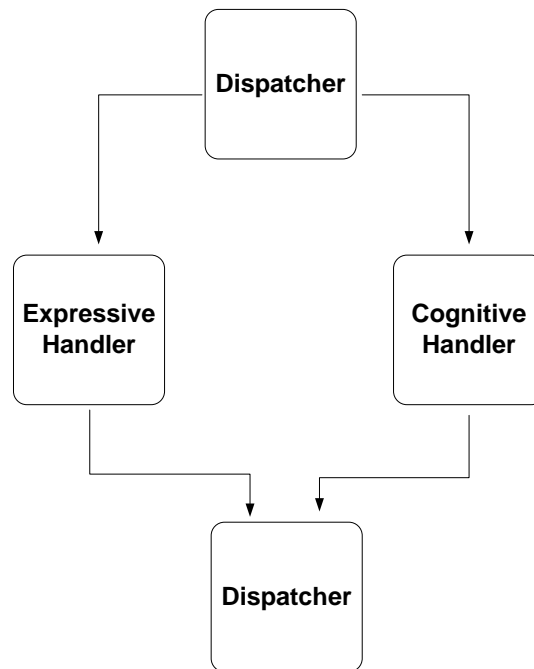 Dispatcher
Expressive
Handler
Cognitive
Handler
Dispatcher